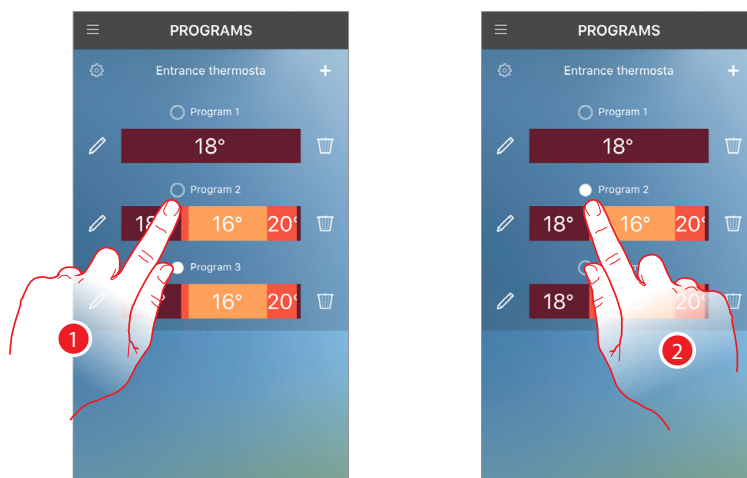 PROGRAMS
Entrance thermosta
Program 1
18°
Program 2
16° 20°
Program 3
16° 20°
1
PROGRAMS
Entrance thermosta
Program 1
18°
Program 2
18° 16° 20°
18° 20°
2